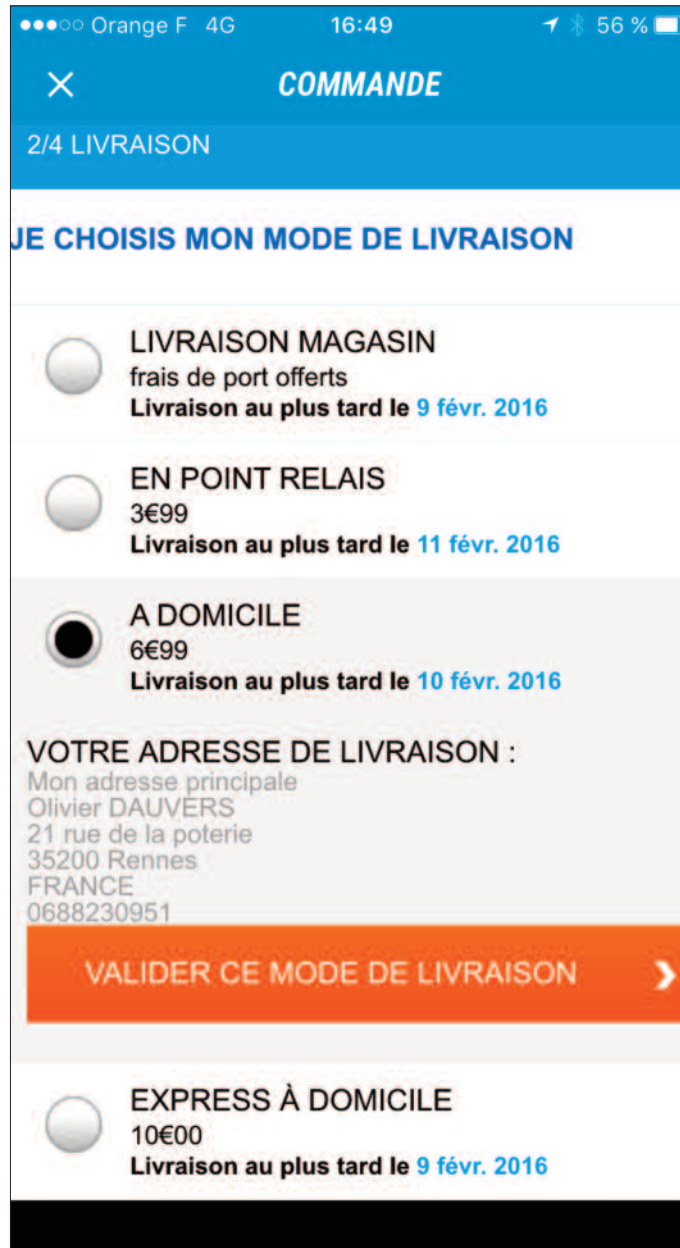 Orange F 4G 16:49 56 %
COMMANDE
2/4 LIVRAISON
JE CHOISIS MON MODE DE LIVRAISON
LIVRAISON MAGASIN
frais de port offerts
Livraison au plus tard le 9 févr. 2016
EN POINT RELAIS
3€99
Livraison au plus tard le 11 févr. 2016
A DOMICILE
6€99
Livraison au plus tard le 10 févr. 2016
VOTRE ADRESSE DE LIVRAISON :
Mon adresse principale
Olivier DAUVERS
21 rue de la poterie
35200 Rennes
FRANCE
0688230951
VALIDER CE MODE DE LIVRAISON
EXPRESS À DOMICILE
10€00
Livraison au plus tard le 9 févr. 2016